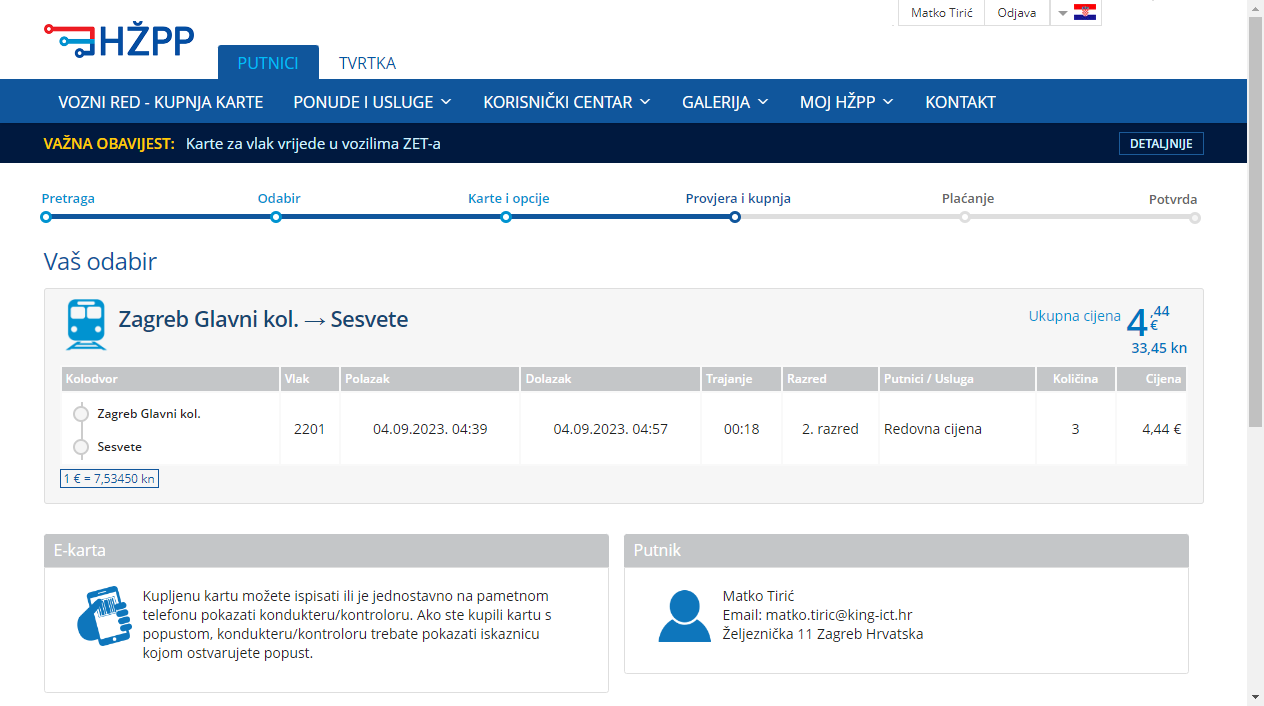 Matko Tirić Odjava
HŽPP
PUTNICI TVRTKA
VOZNI RED - KUPNJA KARTE PONUDE I USLUGE KORISNIČKI CENTAR GALERIJA MOJ HŽPP KONTAKT
VAŽNA OBAVIJEST: Karte za vlak vrijede u vozilima ZET-a DETALJNIJE
Pretraga Odabir Karte i opcije Provjera i kupnja Plaćanje Potvrda
Vaš odabir
Zagreb Glavni kol. → Sesvete Ukupna cijena 4,44 €
33,45 kn
Kolodvor Vlak Polazak Dolazak Trajanje Razred Putnici / Usluga Količina Cijena
Zagreb Glavni kol.
2201 04.09.2023. 04:39 04.09.2023. 04:57 00:18 2. razred Redovna cijena 3 4,44 €
Sesvete
1 € = 7,53450 kn
E-karta
Kupljenu kartu možete ispisati ili je jednostavno na pametnom
telefonu pokazati kondukteru/kontroloru. Ako ste kupili kartu s
popustom, kondukteru/kontroloru trebate pokazati iskaznicu
kojom ostvarujete popust.
Putnik
Matko Tirić
Email: matko.tiric@king-ict.hr
Željeznička 11 Zagreb Hrvatska